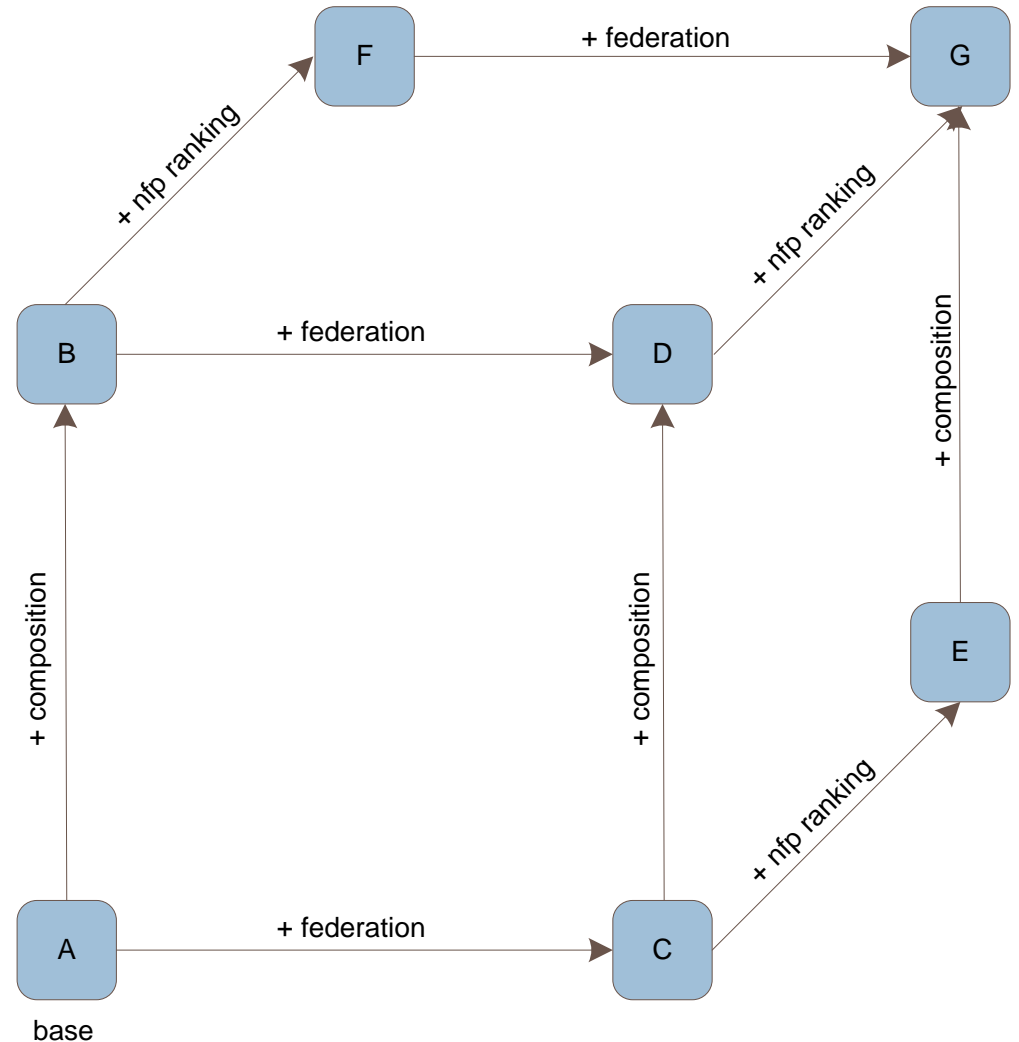 F
+ federation
G
+ nfp ranking
+ nfp ranking
B
+ federation
D
+ composition
+ composition
+ composition
E
+ nfp ranking
A
+ federation
C
base